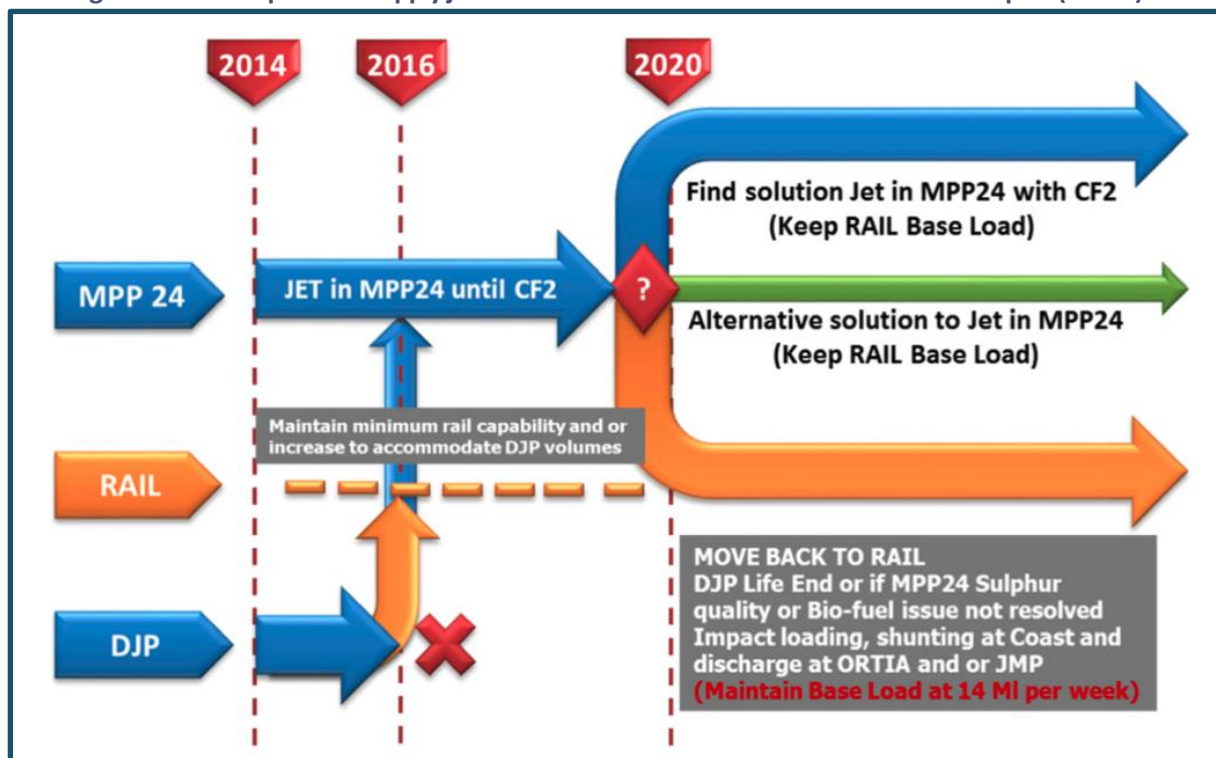 2014
2016
2020
Find solution Jet in MPP24 with CF2
(Keep RAIL Base Load)
MPP 24
JET in MPP24 until CF2
?
Alternative solution to Jet in MPP24
(Keep RAIL Base Load)
Maintain minimum rail capability and or
increase to accommodate DJP volumes
RAIL
MOVE BACK TO RAIL
DJP Life End or if MPP24 Sulphur
quality or Bio-fuel issue not resolved
Impact loading, shunting at Coast and
discharge at ORTIA and or JMP
(Maintain Base Load at 14 Ml per week)
DJP